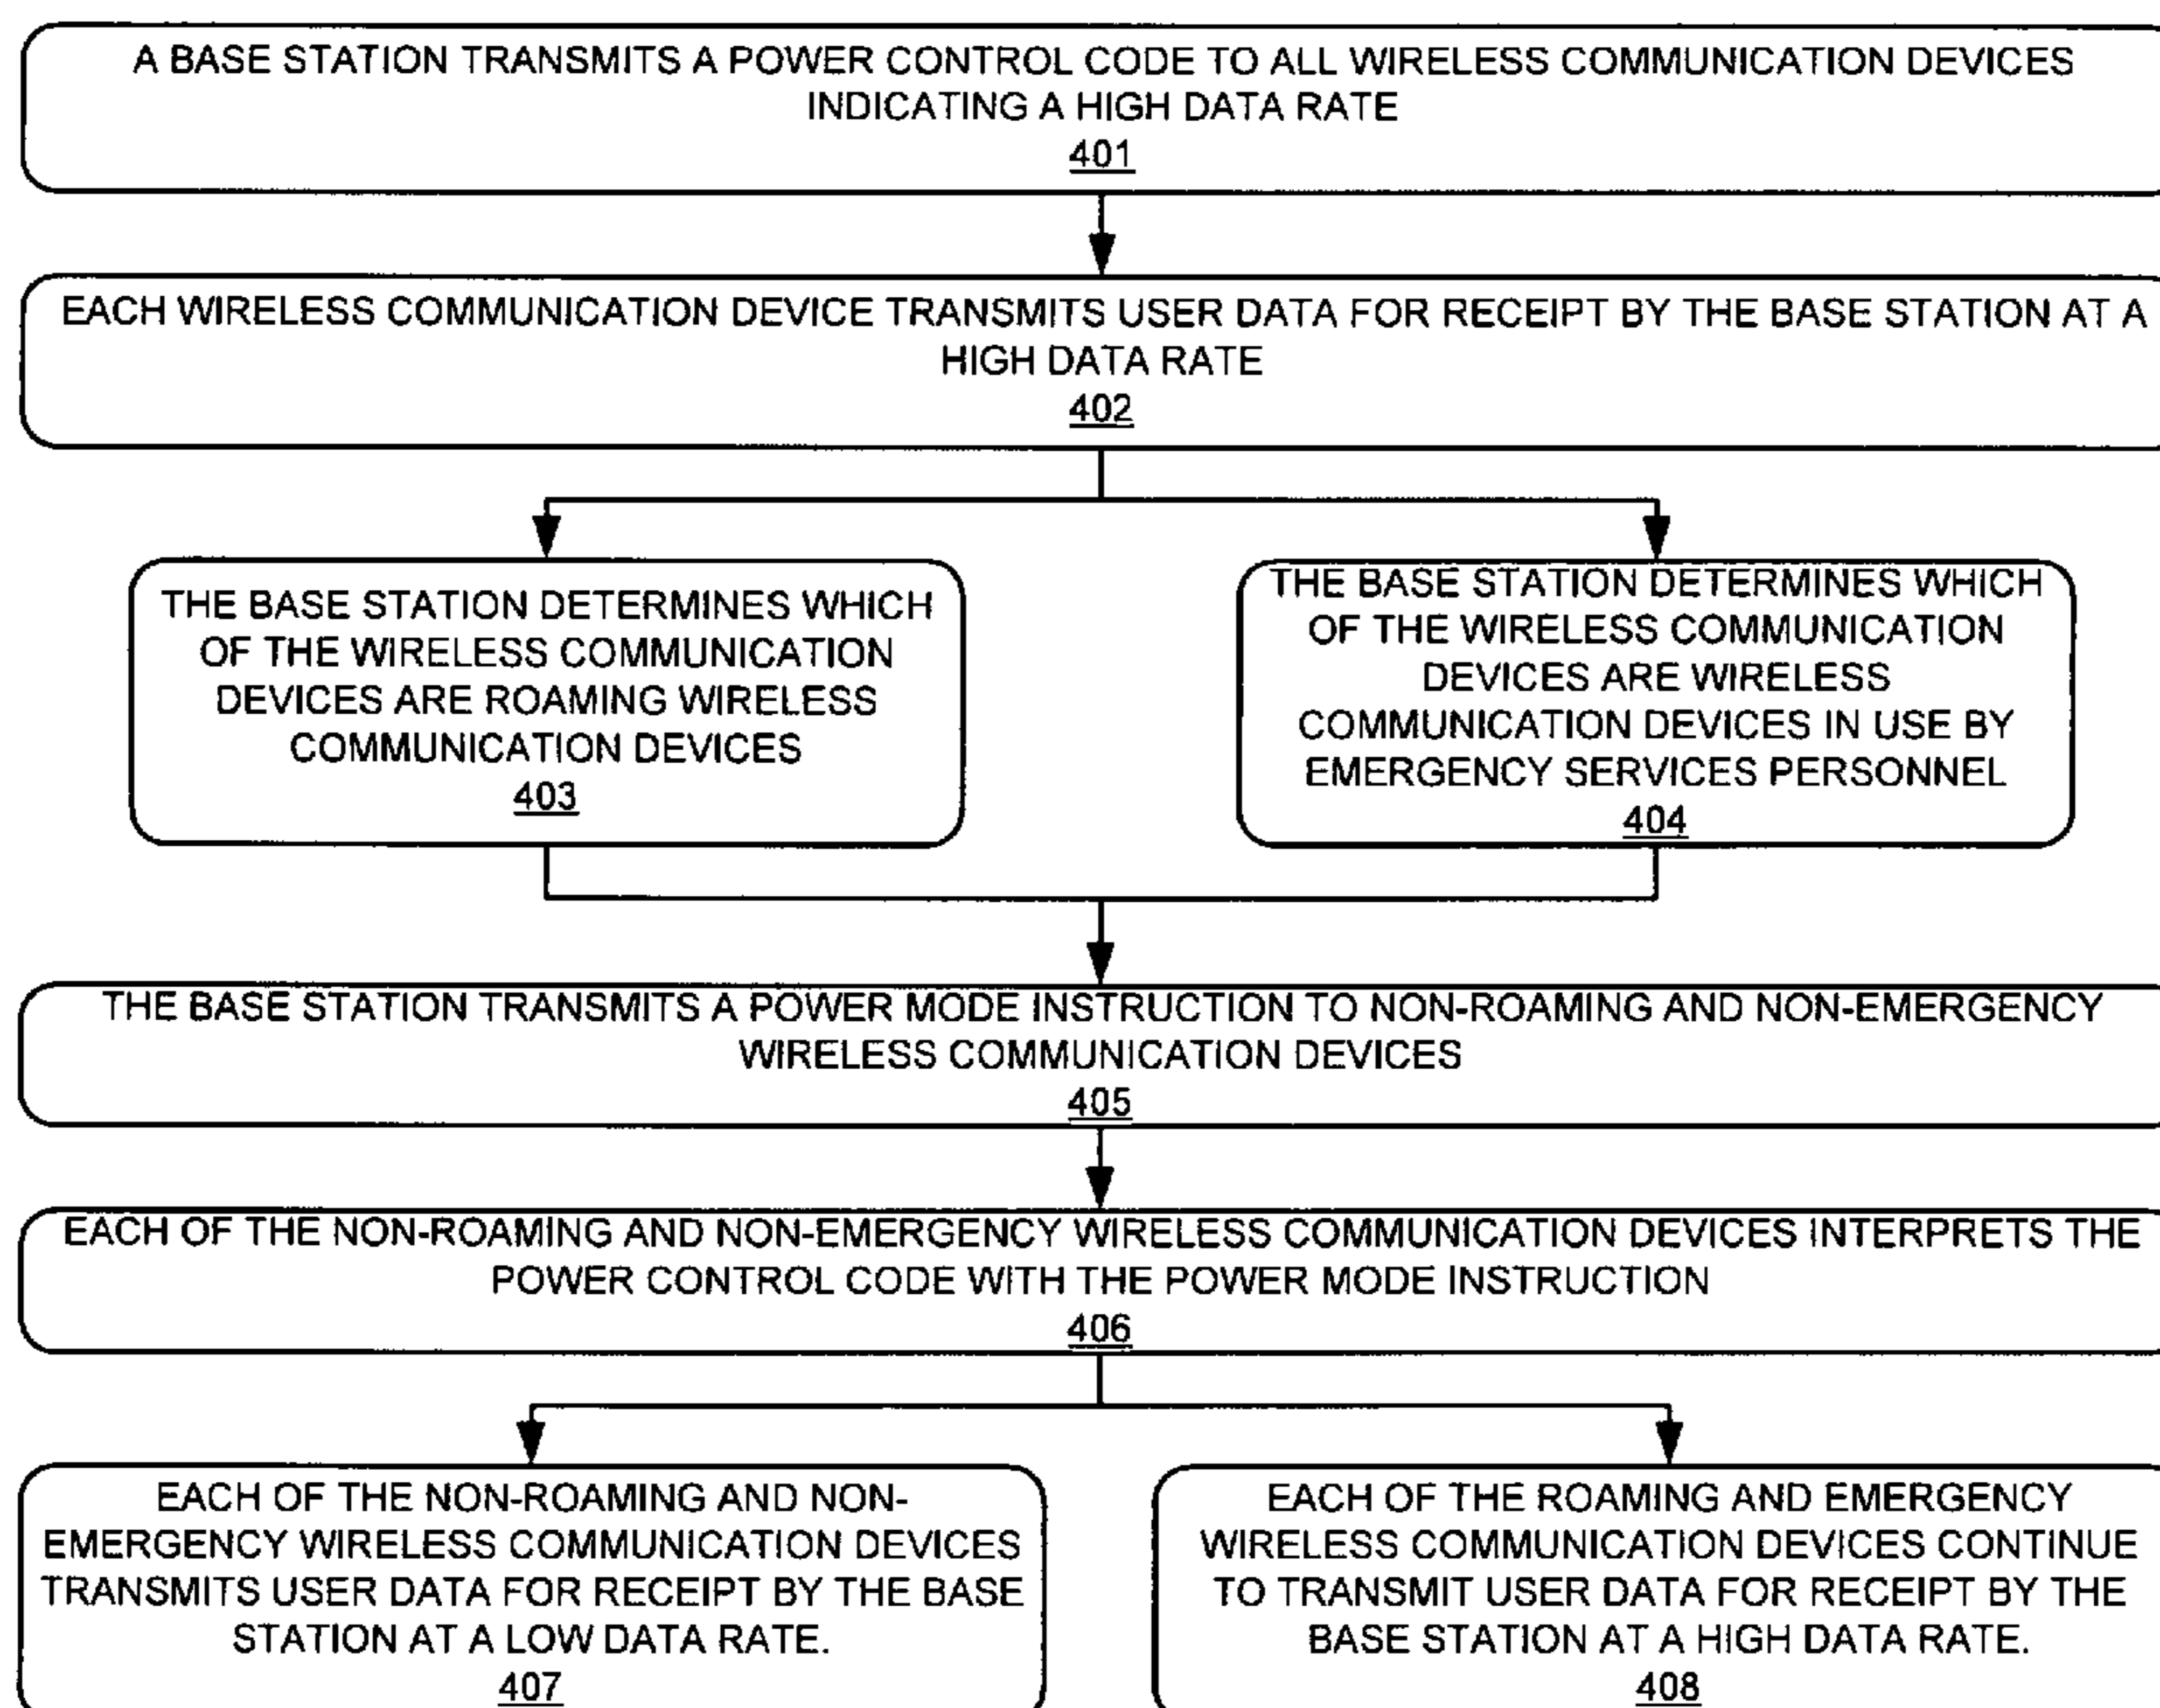 A BASE STATION TRANSMITS A POWER CONTROL CODE TO ALL WIRELESS COMMUNICATION DEVICES
INDICATING A HIGH DATA RATE
401
EACH WIRELESS COMMUNICATION DEVICE TRANSMITS USER DATA FOR RECEIPT BY THE BASE STATION AT A
HIGH DATA RATE
402
THE BASE STATION DETERMINES WHICH
OF THE WIRELESS COMMUNICATION
DEVICES ARE ROAMING WIRELESS
COMMUNICATION DEVICES
403
THE BASE STATION DETERMINES WHICH
OF THE WIRELESS COMMUNICATION
DEVICES ARE WIRELESS
COMMUNICATION DEVICES IN USE BY
EMERGENCY SERVICES PERSONNEL
404
THE BASE STATION TRANSMITS A POWER MODE INSTRUCTION TO NON-ROAMING AND NON-EMERGENCY
WIRELESS COMMUNICATION DEVICES
405
EACH OF THE NON-ROAMING AND NON-EMERGENCY WIRELESS COMMUNICATION DEVICES INTERPRETS THE
POWER CONTROL CODE WITH THE POWER MODE INSTRUCTION
406
EACH OF THE NON-ROAMING AND NON-
EMERGENCY WIRELESS COMMUNICATION DEVICES
TRANSMITS USER DATA FOR RECEIPT BY THE BASE
STATION AT A LOW DATA RATE.
407
EACH OF THE ROAMING AND EMERGENCY
WIRELESS COMMUNICATION DEVICES CONTINUE
TO TRANSMIT USER DATA FOR RECEIPT BY THE
BASE STATION AT A HIGH DATA RATE.
408